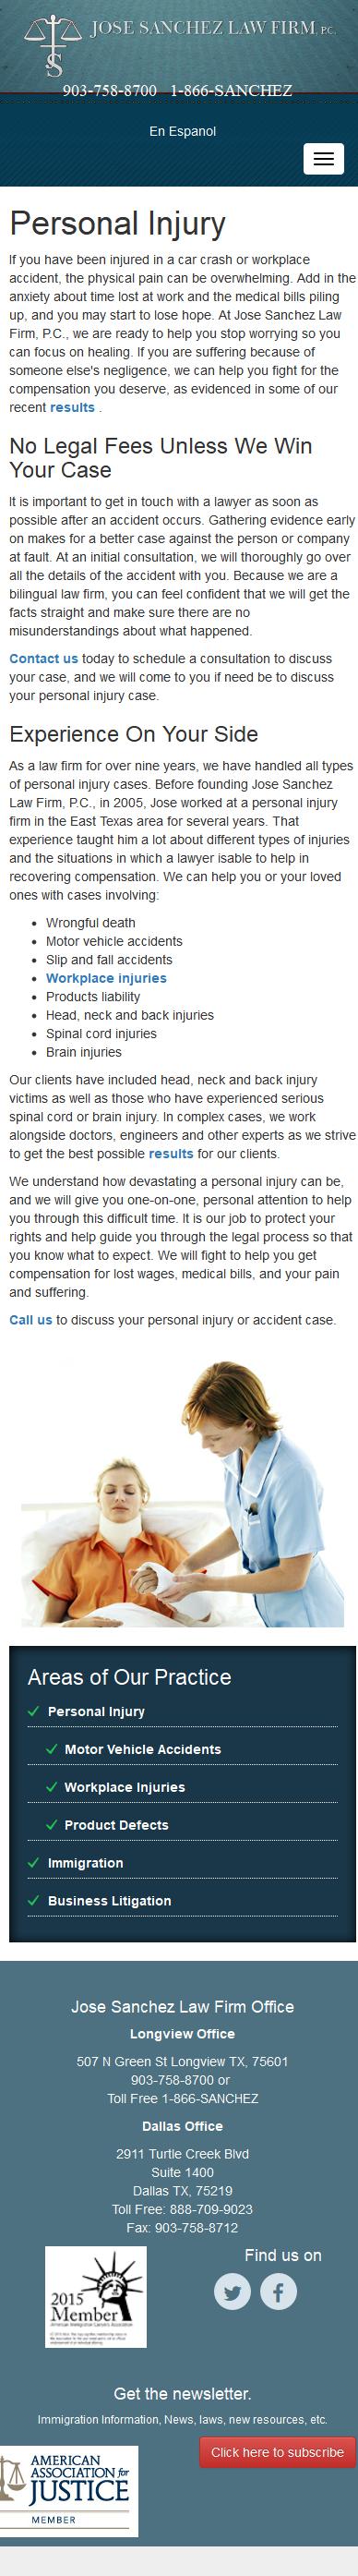 JOSE SANCHEZ LAW FIRM, P.C.
903-758-8700 1-866-SANCHEZ
En Espanol
Personal Injury
If you have been injured in a car crash or workplace
accident, the physical pain can be overwhelming. Add in the
anxiety about time lost at work and the medical bills piling
up, and you may start to lose hope. At Jose Sanchez Law
Firm, P.C., we are ready to help you stop worrying so you
can focus on healing. If you are suffering because of
someone else's negligence, we can help you fight for the
compensation you deserve, as evidenced in some of our
recent results .
No Legal Fees Unless We Win
Your Case
It is important to get in touch with a lawyer as soon as
possible after an accident occurs. Gathering evidence early
on makes for a better case against the person or company
at fault. At an initial consultation, we will thoroughly go over
all the details of the accident with you. Because we are a
bilingual law firm, you can feel confident that we will get the
facts straight and make sure there are no
misunderstandings about what happened.
Contact us today to schedule a consultation to discuss
your case, and we will come to you if need be to discuss
your personal injury case.
Experience On Your Side
As a law firm for over nine years, we have handled all types
of personal injury cases. Before founding Jose Sanchez
Law Firm, P.C., in 2005, Jose worked at a personal injury
firm in the East Texas area for several years. That
experience taught him a lot about different types of injuries
and the situations in which a lawyer isable to help in
recovering compensation. We can help you or your loved
ones with cases involving:
Wrongful death
Motor vehicle accidents
Slip and fall accidents
Workplace injuries
Products liability
Head, neck and back injuries
Spinal cord injuries
Brain injuries
Our clients have included head, neck and back injury
victims as well as those who have experienced serious
spinal cord or brain injury. In complex cases, we work
alongside doctors, engineers and other experts as we strive
to get the best possible results for our clients.
We understand how devastating a personal injury can be,
and we will give you one-on-one, personal attention to help
you through this difficult time. It is our job to protect your
rights and help guide you through the legal process so that
you know what to expect. We will fight to help you get
compensation for lost wages, medical bills, and your pain
and suffering.
Call us to discuss your personal injury or accident case.
Areas of Our Practice
Personal Injury
Motor Vehicle Accidents
Workplace Injuries
Product Defects
Immigration
Business Litigation
Jose Sanchez Law Firm Office
Longview Office
507 N Green St Longview TX, 75601
903-758-8700 or
Toll Free 1-866-SANCHEZ
Dallas Office
2911 Turtle Creek Blvd
Suite 1400
Dallas TX, 75219
Toll Free: 888-709-9023
Fax: 903-758-8712
2015
Member
American Immigration Lawyers Association
Find us on
Get the newsletter.
Immigration Information, News, laws, new resources, etc.
Click here to subscribe
AMERICAN
ASSOCIATION for
JUSTICE
MEMBER